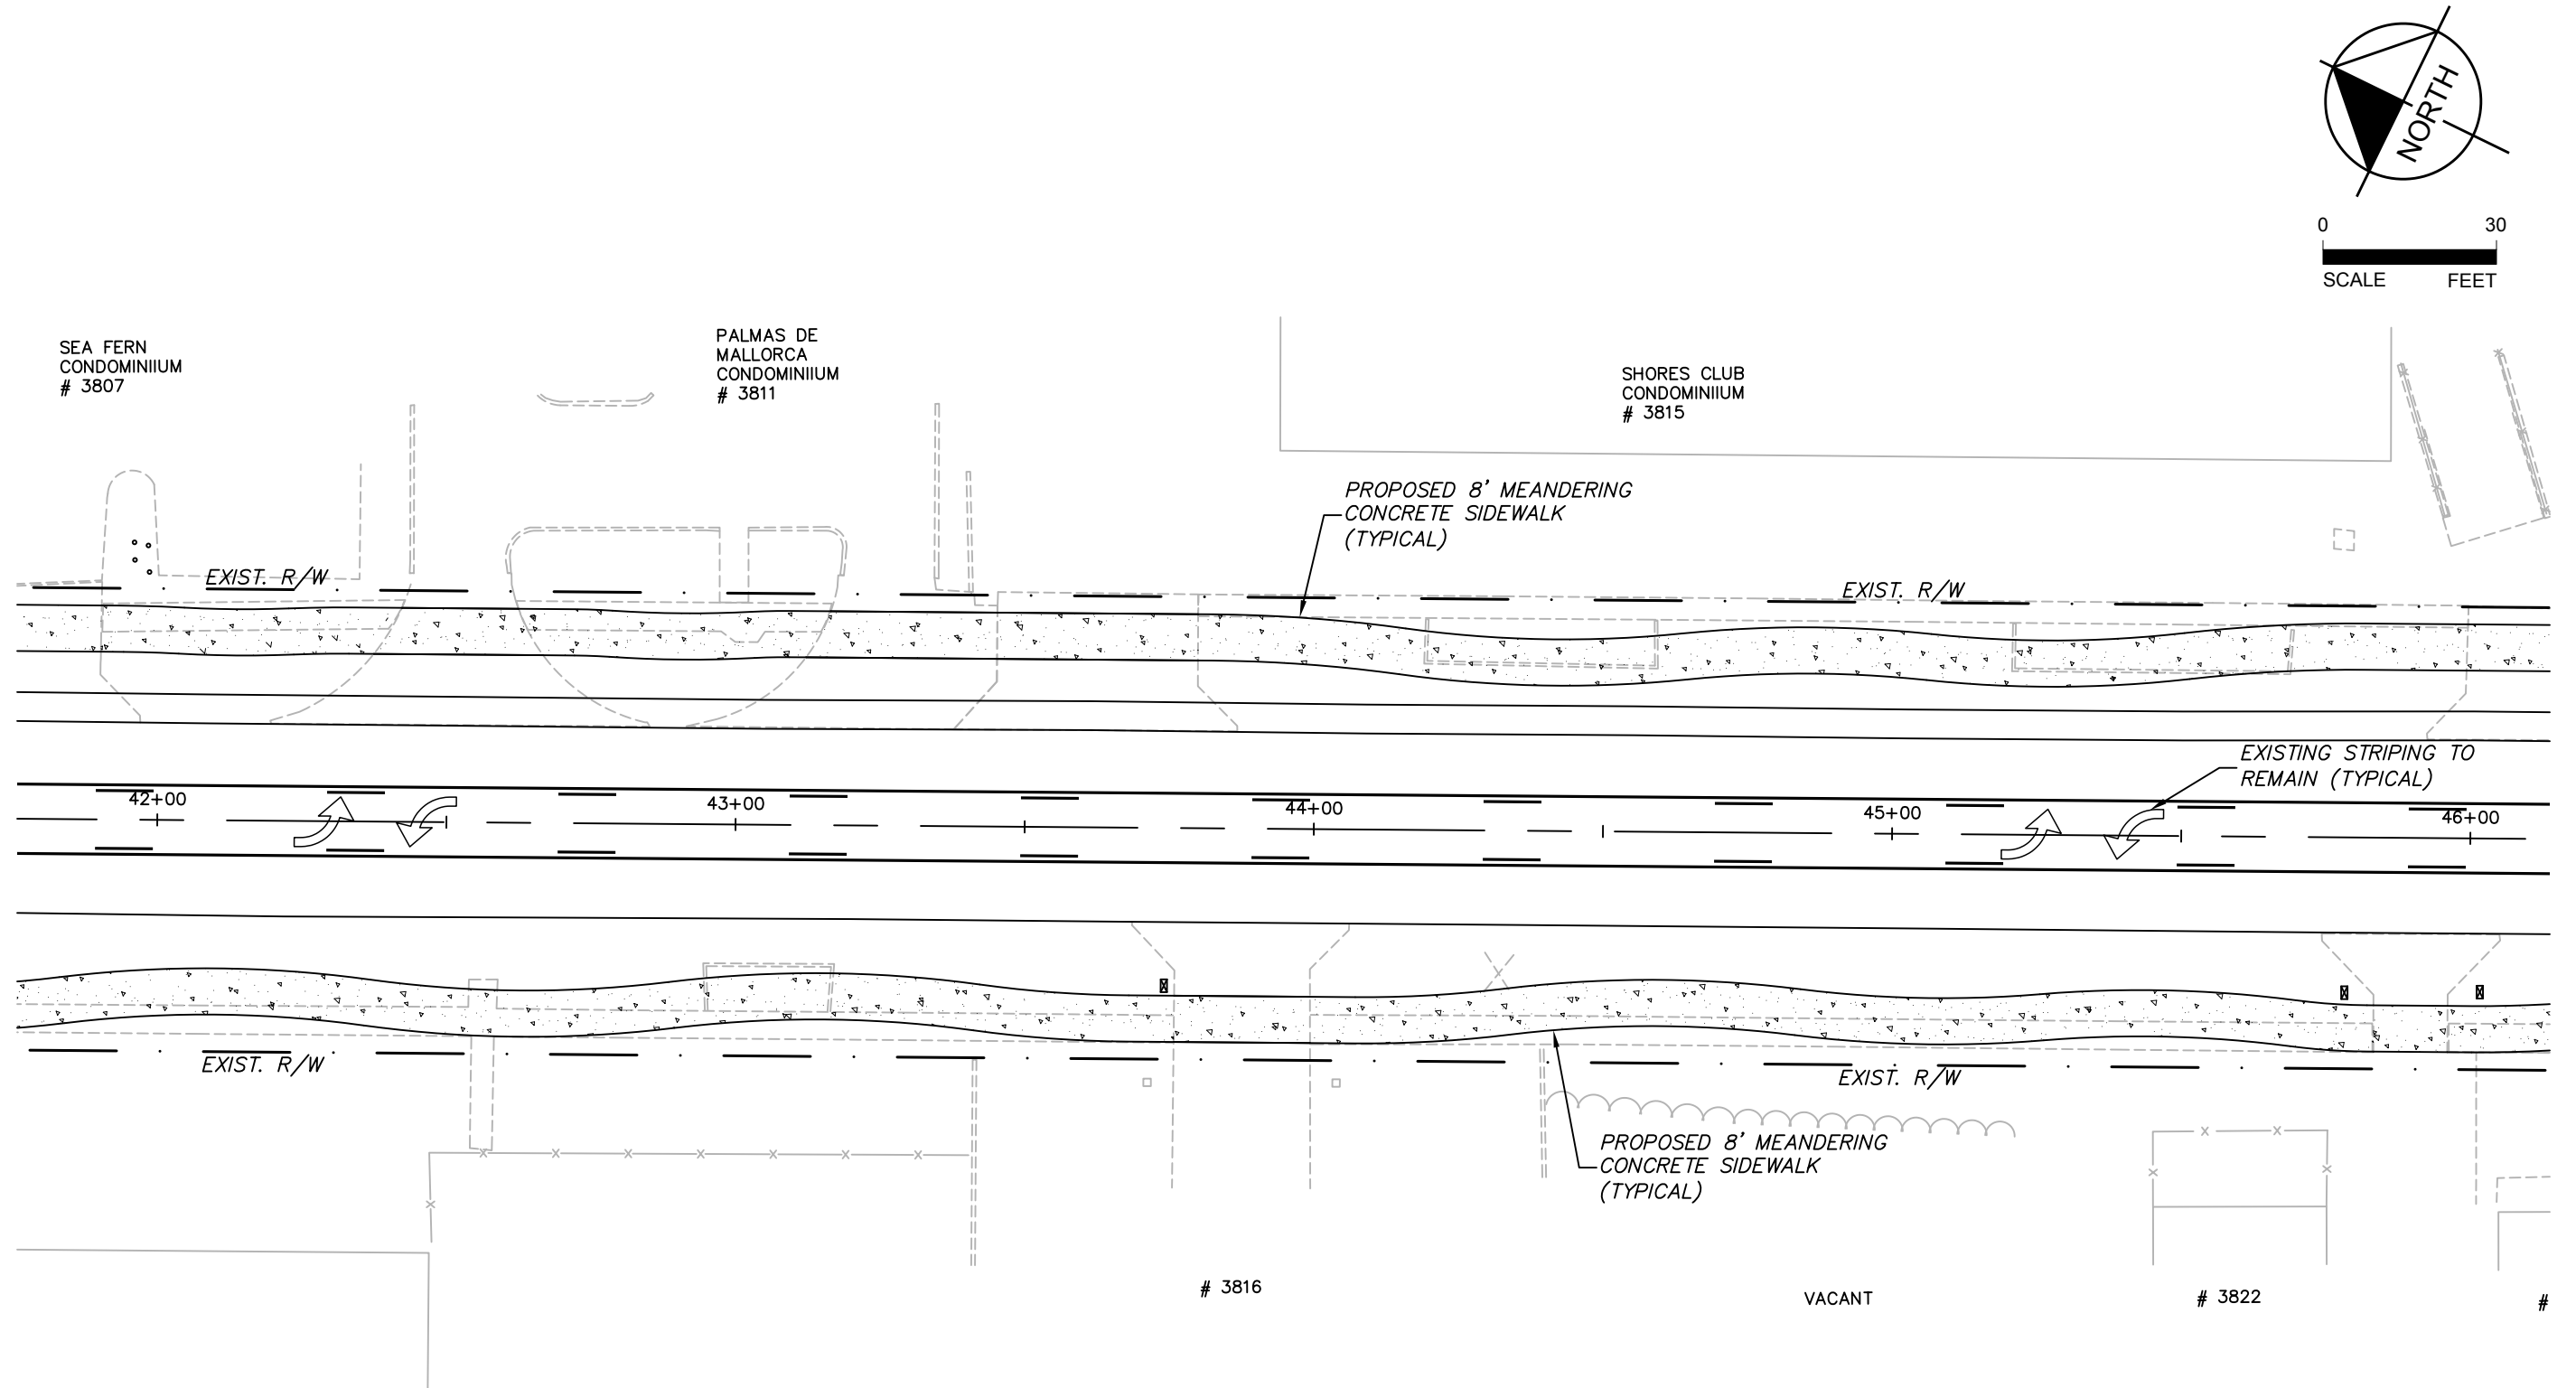 NORTH
0 30
SCALE FEET
SEA FERN
CONDOMINIIUM
# 3807
PALMAS DE
MALLORCA
CONDOMINIIUM
# 3811
SHORES CLUB
CONDOMINIIUM
# 3815
PROPOSED 8' MEANDERING
CONCRETE SIDEWALK
(TYPICAL)
EXIST. R/W
EXIST. R/W
EXISTING STRIPING TO
REMAIN (TYPICAL)
42+00
43+00
44+00
45+00
46+00
EXIST. R/W
EXIST. R/W
PROPOSED 8' MEANDERING
CONCRETE SIDEWALK
(TYPICAL)
# 3816
VACANT
# 3822
#